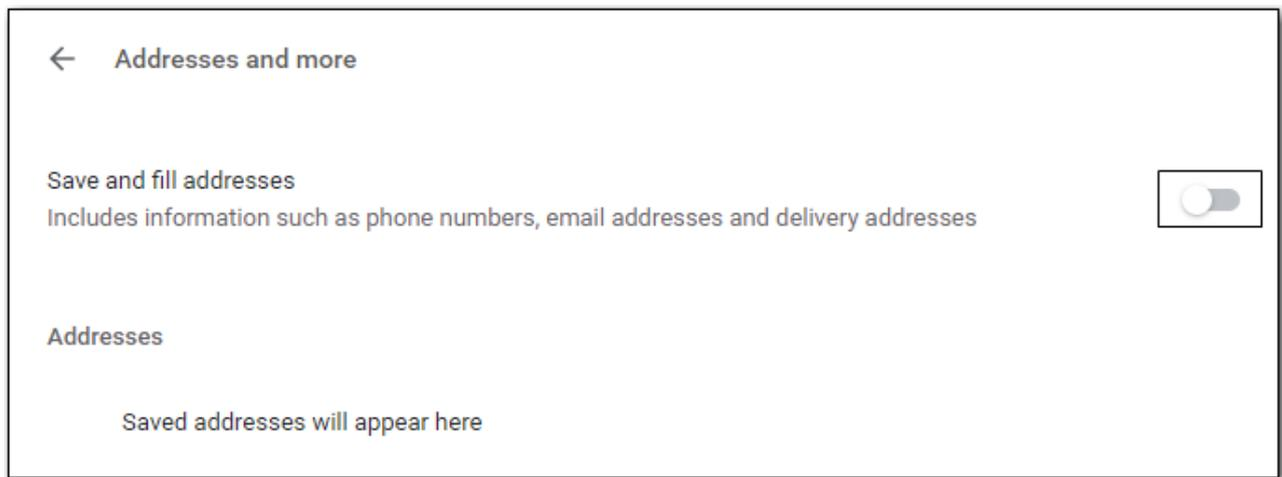 Addresses and more
Save and fill addresses
Includes information such as phone numbers, email addresses and delivery addresses
Addresses
Saved addresses will appear here